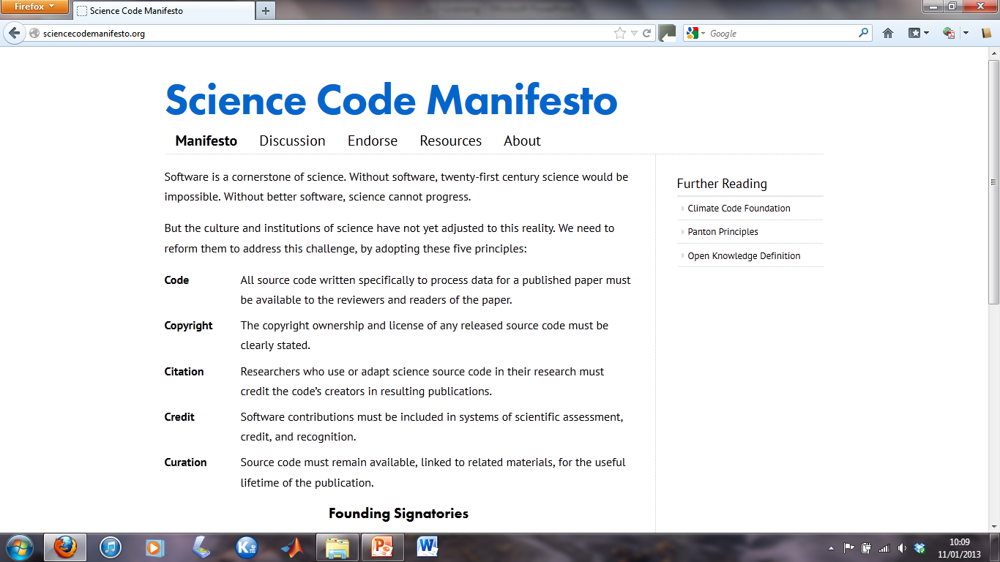 Firefox
Science Code Manifesto
sciencecodemanifesto.org
Google
Science Code Manifesto
Manifesto Discussion Endorse Resources About
Software is a cornerstone of science. Without software, twenty-first century science would be
impossible. Without better software, science cannot progress.
But the culture and institutions of science have not yet adjusted to this reality. We need to
reform them to address this challenge, by adopting these five principles:
Code All source code written specifically to process data for a published paper must
be available to the reviewers and readers of the paper.
Copyright The copyright ownership and license of any released source code must be
clearly stated.
Citation Researchers who use or adapt science source code in their research must
credit the code’s creators in resulting publications.
Credit Software contributions must be included in systems of scientific assessment,
credit, and recognition.
Curation Source code must remain available, linked to related materials, for the useful
lifetime of the publication.
Founding Signatories
Further Reading
Climate Code Foundation
Panton Principles
Open Knowledge Definition
10:09
11/01/2013